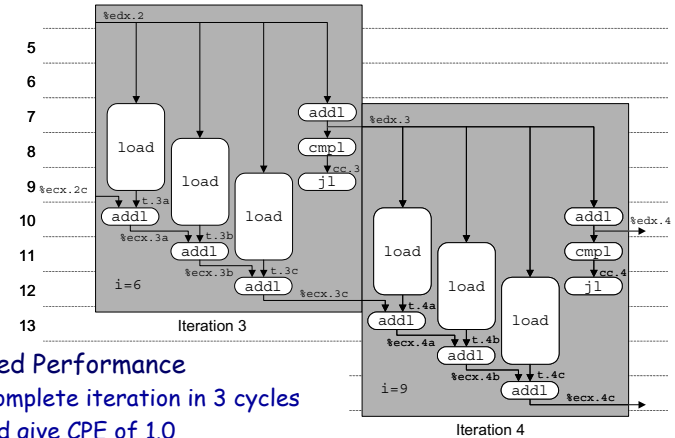 %edx.2
5
6
7
8
9
10
11
12
13
addl
%edx.3
load
load
load
cmpl
cc.3
jl
%ecx.2c
t.3a
addl
%ecx.3a
t.3b
addl
%ecx.3b
t.3c
addl
%ecx.3c
i=6
Iteration 3
load
load
load
addl
%edx.4
cmpl
cc.4
jl
t.4a
addl
%ecx.4a
t.4b
addl
%ecx.4b
t.4c
addl
%ecx.4c
i=9
Iteration 4
ed Performance
omplete iteration in 3 cycles
d give CPE of 1.0